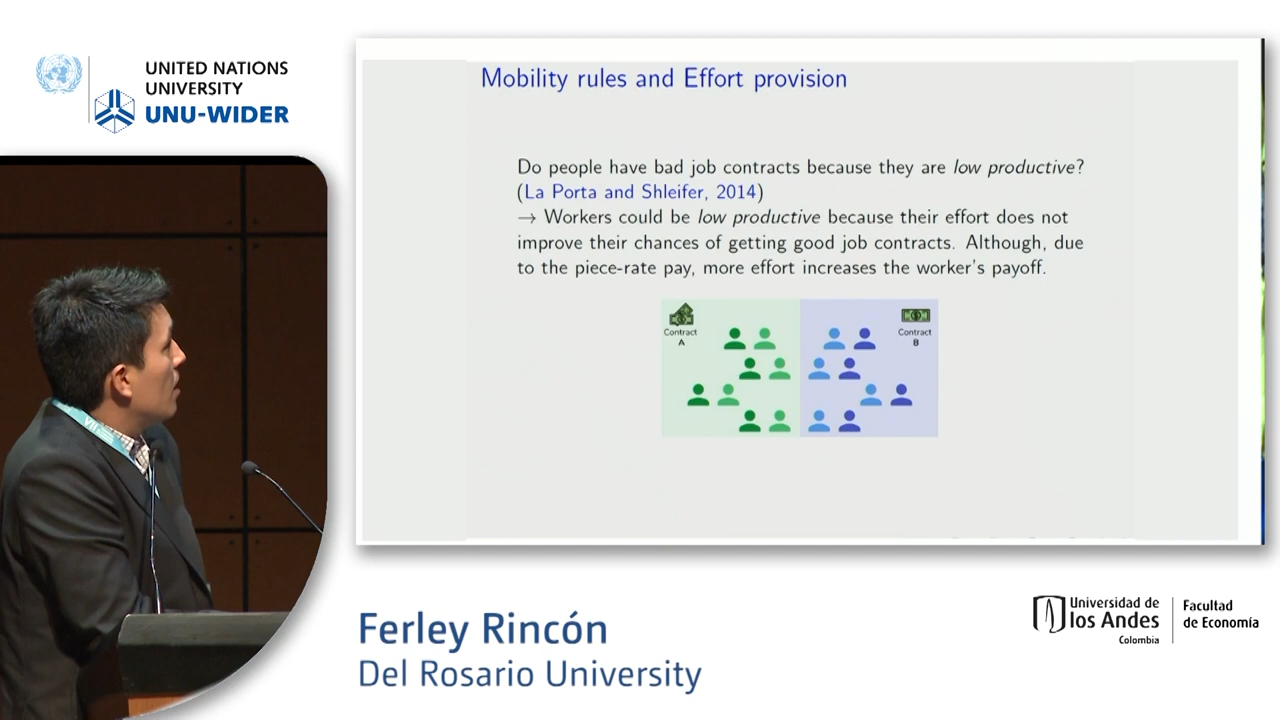 UNITED NATIONS
UNIVERSITY
UNU-WIDER
Mobility rules and Effort provision
Do people have bad job contracts because they are low productive?
(La Porta and Shleifer, 2014)
→ Workers could be low productive because their effort does not
improve their chances of getting good job contracts. Although, due
to the piece-rate pay, more effort increases the worker's payoff.
Contract
A
Contract
B
Ferley Rincón
Del Rosario University
Universidad de
los Andes
Colombia
Facultad
de Economía